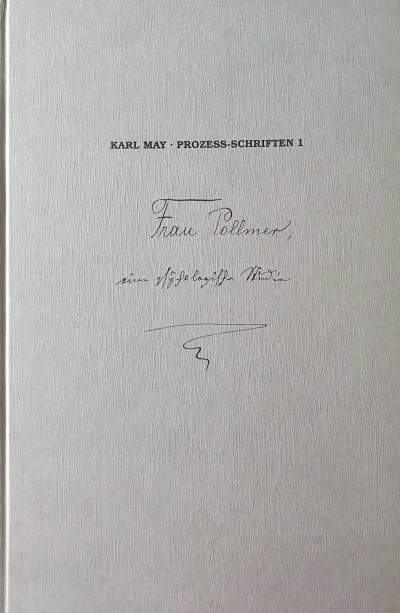 KARL MAY · PROZESS-SCHRIFTEN 1
Frau Pollmer,
eine psychologische Studie